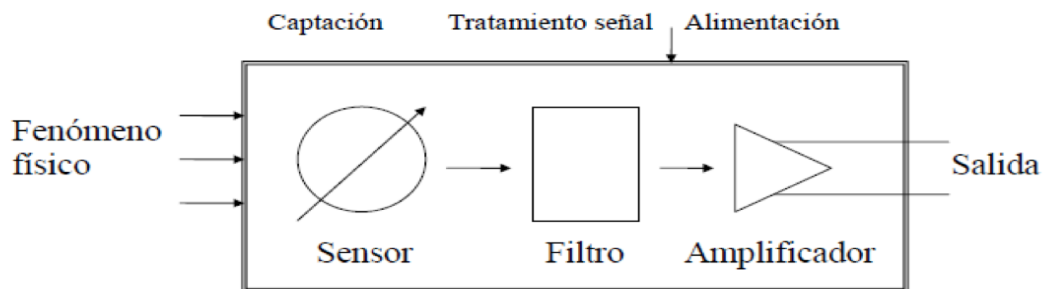 Captación Tratamiento señal Alimentación
Fenómeno
físico
Salida
Sensor Filtro Amplificador